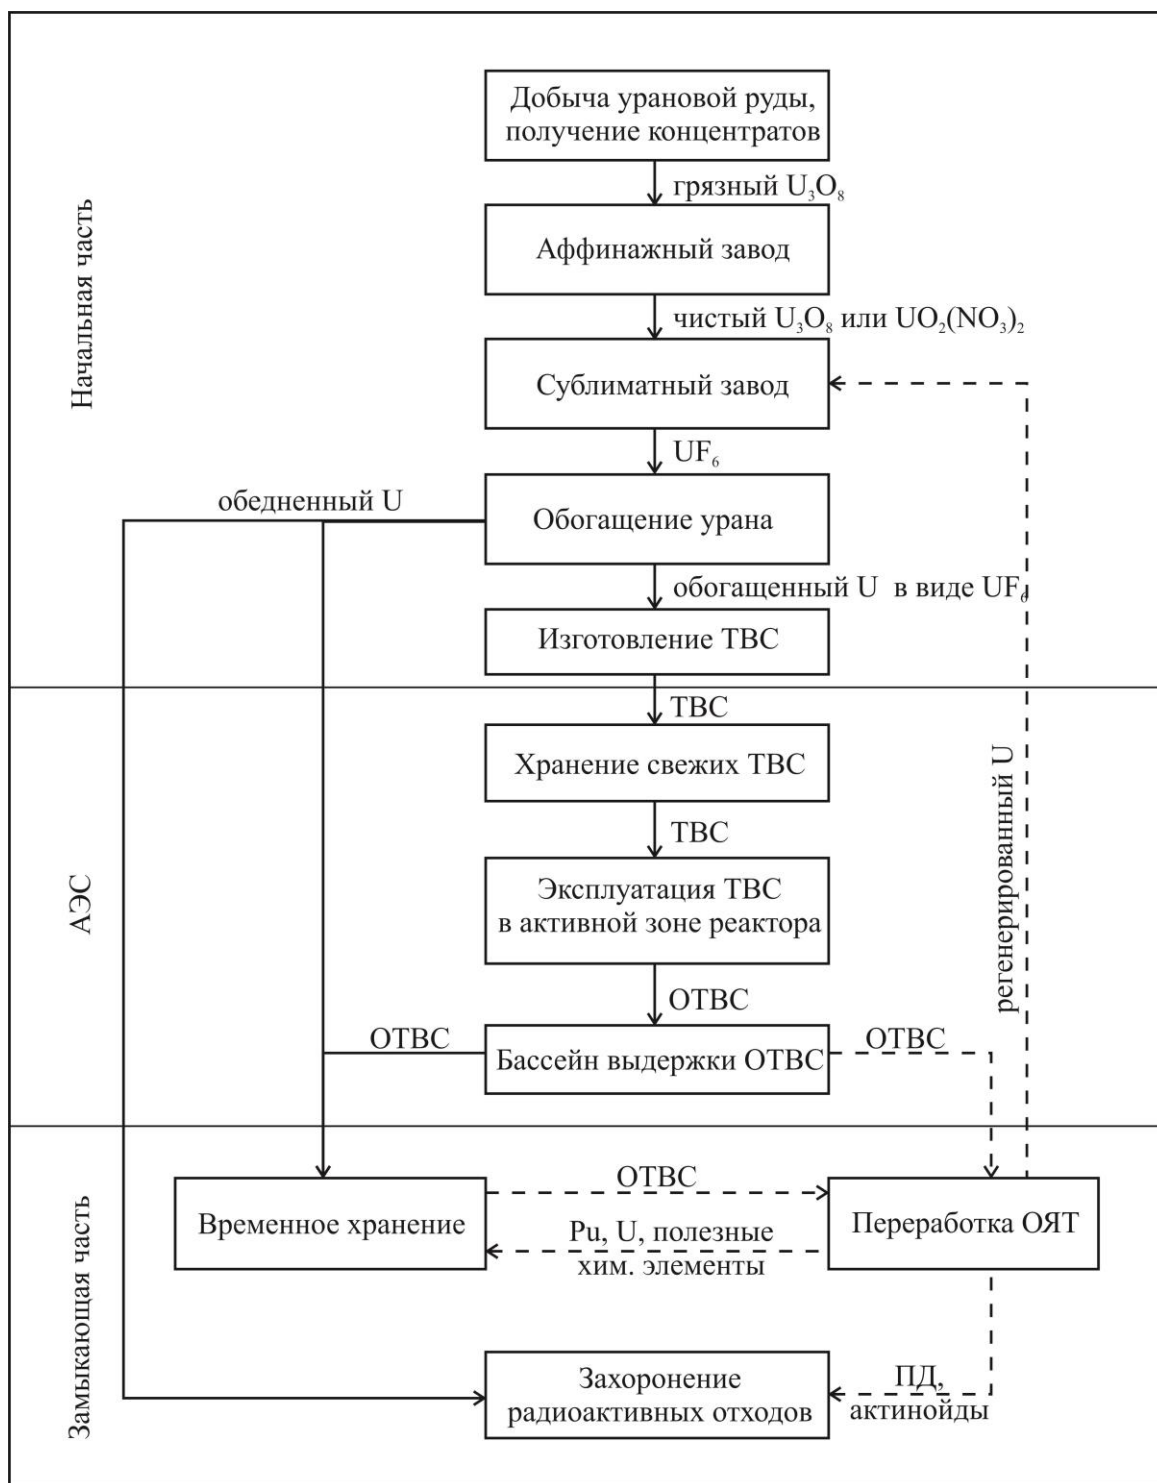 Добыча урановой руды,
получение концентратов
грязный U₃O₈
Начальная часть
Аффинажный завод
чистый U₃O₈ или UO₂(NO₃)₂
Сублиматный завод
UF₆
обедненный U
Обогащение урана
обогащенный U в виде UF₆
Изготовление ТВС
ТВС
Хранение свежих ТВС
ТВС
регенерированный U
АЭС
Эксплуатация ТВС
в активной зоне реактора
ОТВС
ОТВС
Бассейн выдержки ОТВС
ОТВС
Замыкающая часть
Временное хранение
ОТВС
Pu, U, полезные
хим. элементы
Переработка ОЯТ
Захоронение
радиоактивных отходов
ПД,
актинойды